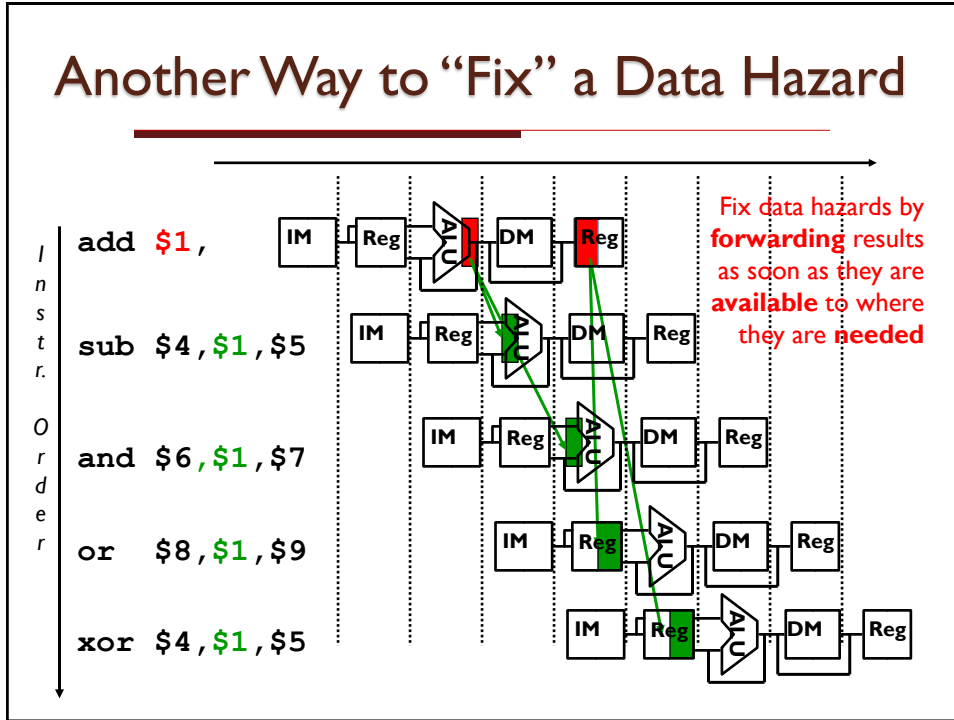 Another Way to “Fix” a Data Hazard
Instr. Order
add $1,
IM Reg ALU DM Reg
Fix data hazards by
forwarding results
as soon as they are
available to where
they are needed
sub $4,$1,$5
IM Reg ALU DM Reg
and $6,$1,$7
IM Reg ALU DM Reg
or $8,$1,$9
IM Reg ALU DM Reg
xor $4,$1,$5
IM Reg ALU DM Reg